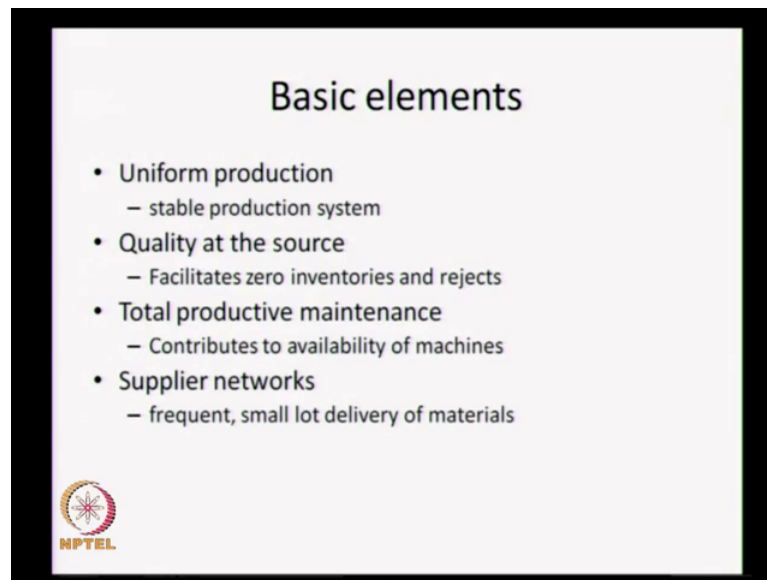 Basic elements
• Uniform production
– stable production system
• Quality at the source
– Facilitates zero inventories and rejects
• Total productive maintenance
– Contributes to availability of machines
• Supplier networks
– frequent, small lot delivery of materials
NPTEL